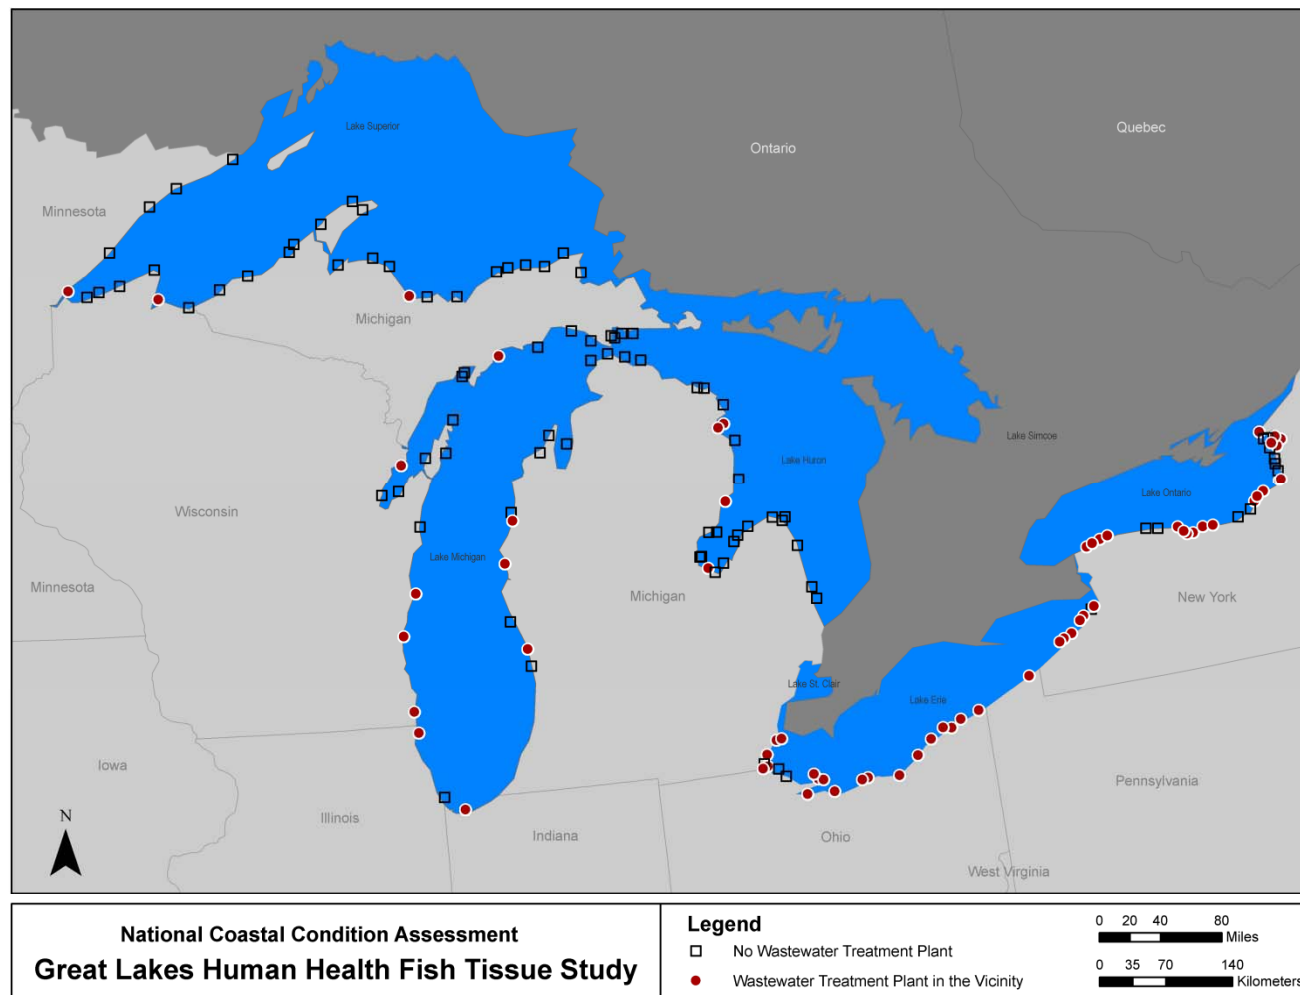 Lake Superior
Quebec
Ontario
Minnesota
Michigan
Lake Simcoe
Lake Huron
Lake Ontario
Wisconsin
Lake Michigan
Minnesota
Michigan
New York
Lake St. Clair
Lake Erie
Iowa
Pennsylvania
Illinois
Indiana
Ohio
West Virginia
N
National Coastal Condition Assessment
Great Lakes Human Health Fish Tissue Study
Legend
No Wastewater Treatment Plant
Wastewater Treatment Plant in the Vicinity
0 20 40 80
Miles
0 35 70 140
Kilometers